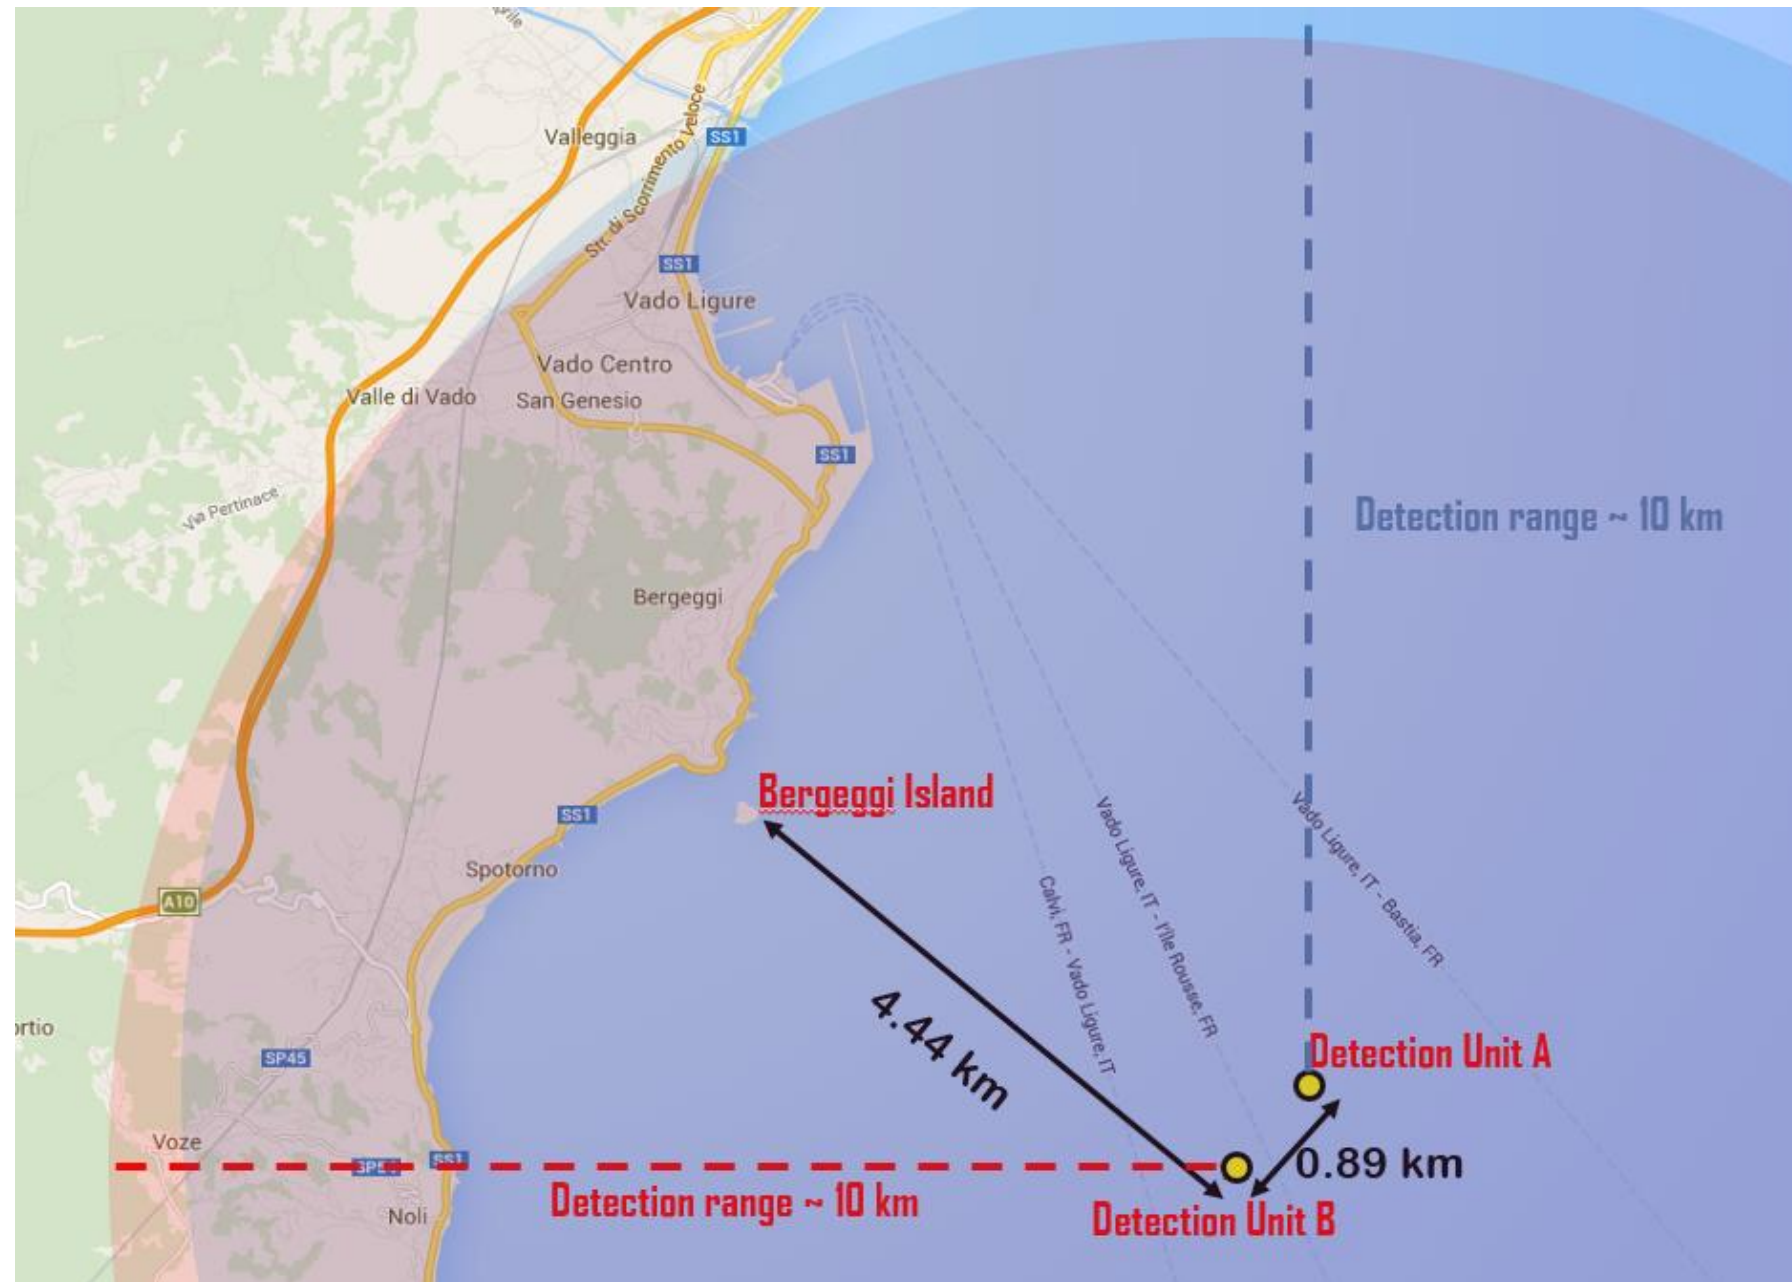 Valleggia
SS1
Str. di Scorrimento Veloce
SS1
Vado Ligure
Vado Centro
Valle di Vado
San Genesio
SS1
Via Pertinace
Detection range ~ 10 km
Bergeggi
Bergeggi Island
SS1
Vado Ligure, IT - Bastia, FR
Vado Ligure, IT - l'Île Rousse, FR
Spotorno
Calvi, FR - Vado Ligure, IT
A10
4.44 km
ortio
Detection Unit A
SP45
Voze
SS1
0.89 km
Detection range ~ 10 km
Noli
Detection Unit B